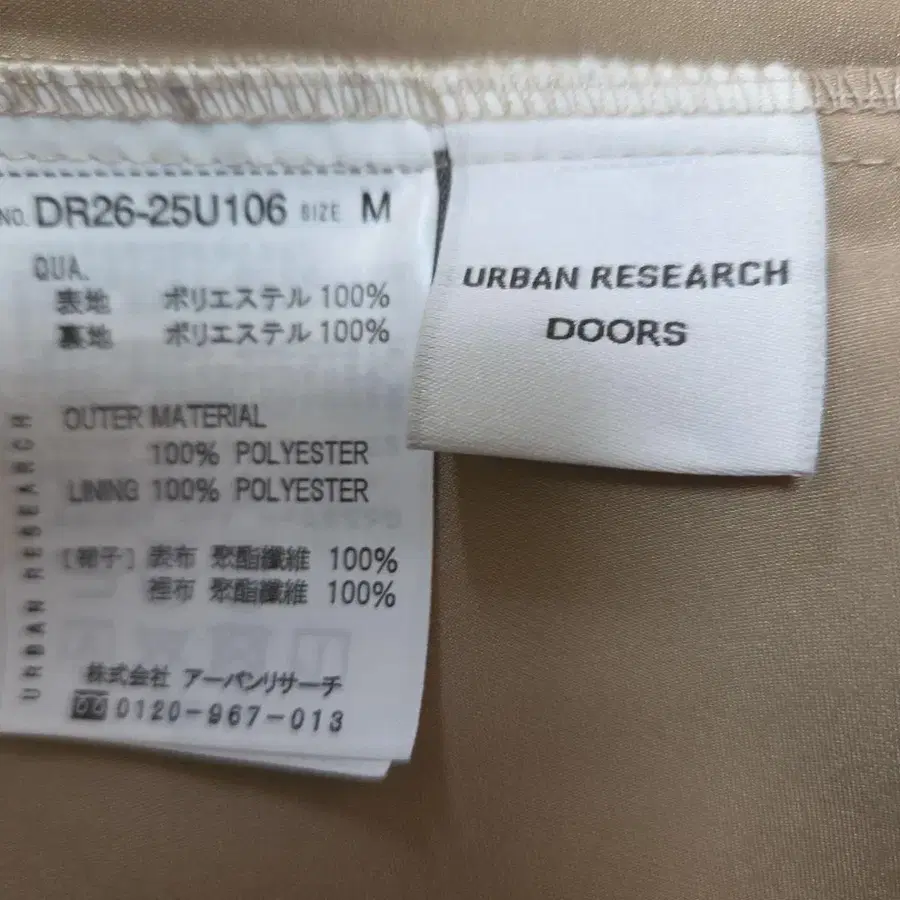 NO. DR26-25U106 SIZE M
QUA.
表地 ポリエステル 100%
裏地 ポリエステル 100%
OUTER MATERIAL
100% POLYESTER
LINING 100% POLYESTER
[裙子] 表布 聚酯纖維 100%
裡布 聚酯纖維 100%
株式会社 アーバンリサーチ
0120-967-013
URBAN RESEARCH
URBAN RESEARCH
DOORS